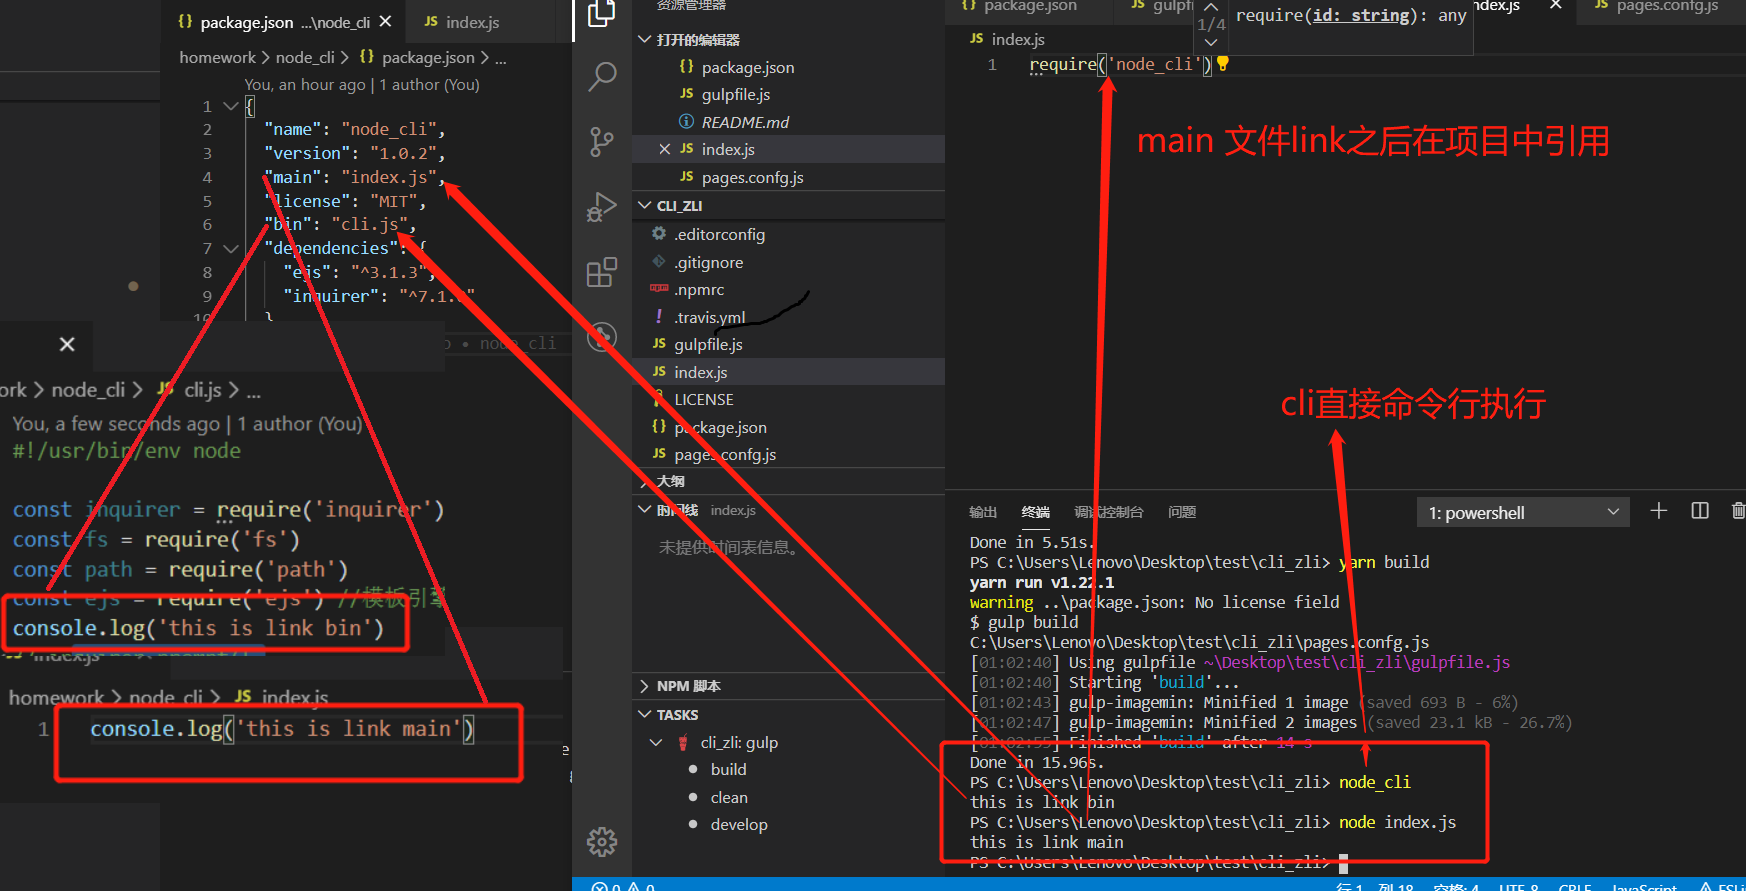 package.json ...\node_cli
JS index.js
homework > node_cli > {} package.json > ...
You, an hour ago | 1 author (You)
1 {
2 "name": "node_cli",
3 "version": "1.0.2",
4 "main": "index.js",
5 "license": "MIT",
6 "bin": "cli.js",
7 "dependencies": {
8 "ejs": "^3.1.3",
9 "inquirer": "^7.1.0"
10 }
node_cli
ork > node_cli > JS cli.js > ...
You, a few seconds ago | 1 author (You)
#!/usr/bin/env node
const inquirer = require('inquirer')
const fs = require('fs')
const path = require('path')
const ejs = require('ejs') //模板引擎
console.log('this is link bin')
index.js
homework > node_cli > JS index.js
1 console.log('this is link main')
资源管理器
打开的编辑器
{} package.json
JS gulpfile.js
README.md
JS index.js
JS pages.confg.js
CLI_ZLI
.editorconfig
.gitignore
.npmrc
! .travis.yml
JS gulpfile.js
JS index.js
LICENSE
{} package.json
JS pages.confg.js
大纲
时间线 index.js
未提供时间表信息。
NPM 脚本
TASKS
cli_zli: gulp
build
clean
develop
{} package.json
JS gulpfi
1/4
require(id: string): any
ndex.js
JS pages.confg.js
JS index.js
1 require('node_cli')
main 文件link之后在项目中引用
cli直接命令行执行
输出 终端 调试控制台 问题
1: powershell
Done in 5.51s.
PS C:\Users\Lenovo\Desktop\test\cli_zli> yarn build
yarn run v1.22.1
warning ..\package.json: No license field
$ gulp build
C:\Users\Lenovo\Desktop\test\cli_zli\pages.confg.js
[01:02:40] Using gulpfile ~\Desktop\test\cli_zli\gulpfile.js
[01:02:40] Starting 'build'...
[01:02:43] gulp-imagemin: Minified 1 image (saved 693 B - 6%)
[01:02:47] gulp-imagemin: Minified 2 images (saved 23.1 kB - 26.7%)
[01:02:55] Finished 'build' after 14 s
Done in 15.96s.
PS C:\Users\Lenovo\Desktop\test\cli_zli> node_cli
this is link bin
PS C:\Users\Lenovo\Desktop\test\cli_zli> node index.js
this is link main
PS C:\Users\Lenovo\Desktop\test\cli_zli>
0 0
行 1, 列 18 空格: 4 UTF-8 CRLF JavaScript ESLi